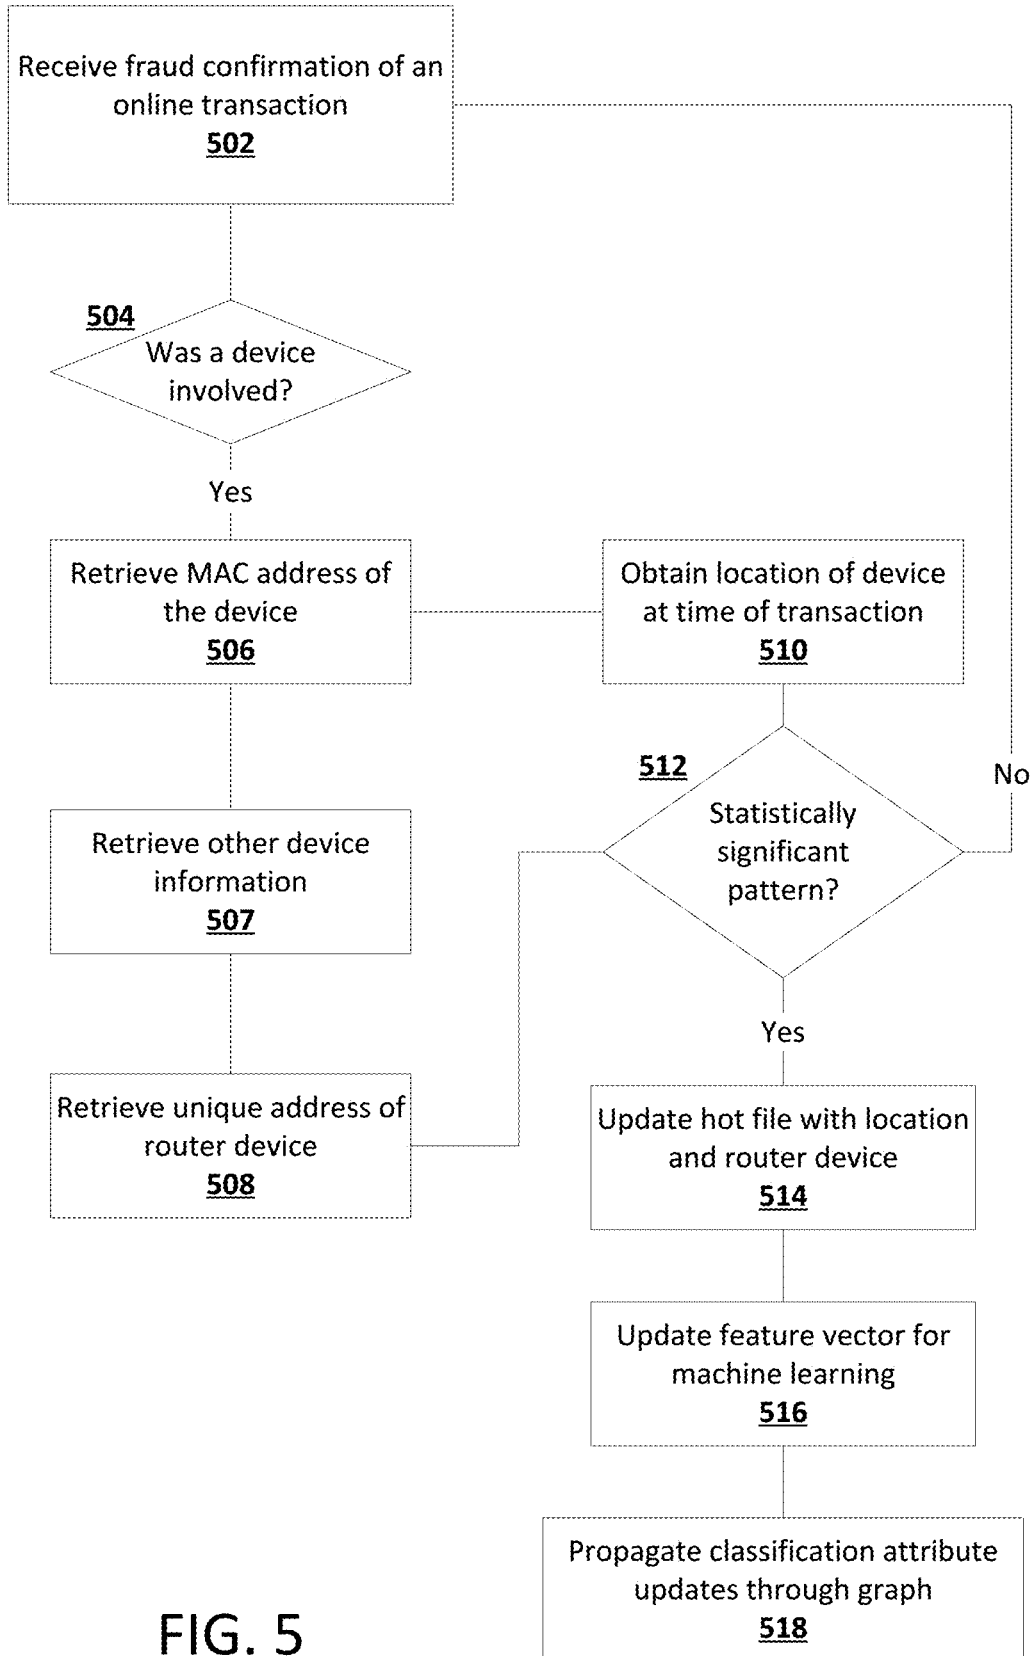 Receive fraud confirmation of an
online transaction
502
504
Was a device
involved?
Yes
Retrieve MAC address of
the device
506
Obtain location of device
at time of transaction
510
512
No
Statistically
significant
pattern?
Retrieve other device
information
507
Yes
Retrieve unique address of
router device
508
Update hot file with location
and router device
514
Update feature vector for
machine learning
516
Propagate classification attribute
updates through graph
518
FIG. 5